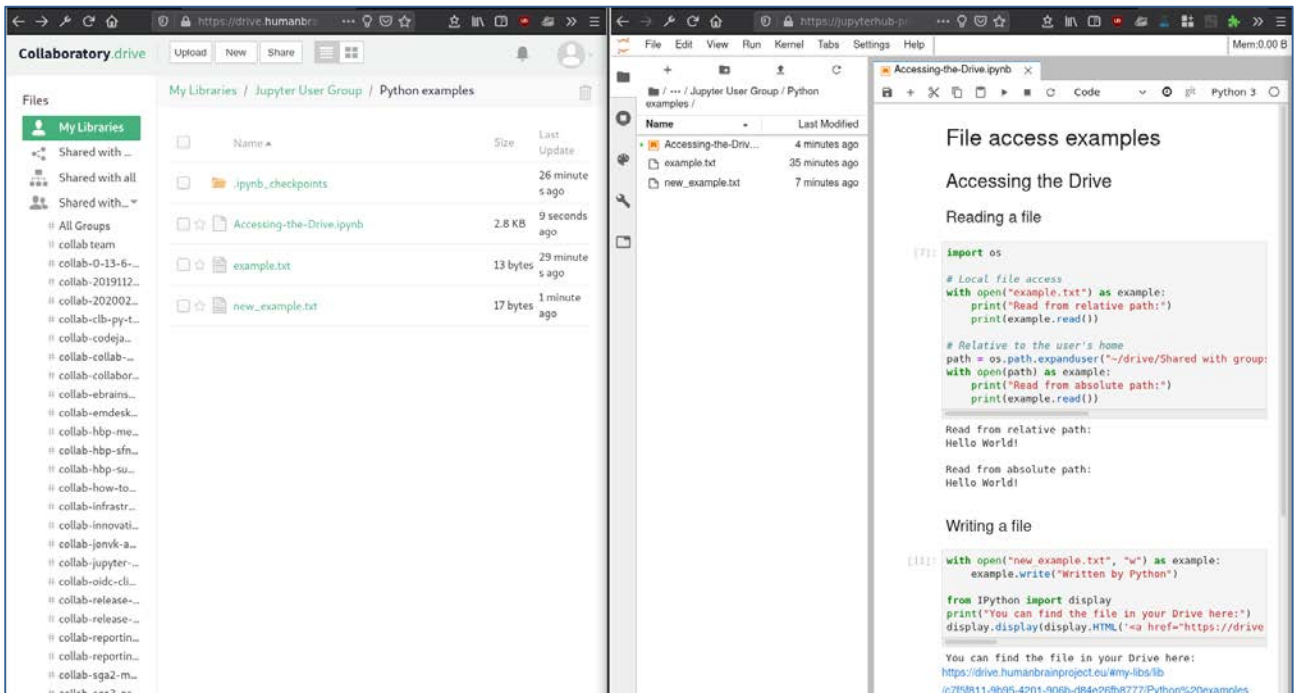 https://drive.humanbr
Collaboratory.drive
Upload
New
Share
Files
My Libraries
Shared with ...
Shared with all
Shared with...
# All Groups
# collab team
# collab-0-13-6-...
# collab-2019112...
# collab-202002...
# collab-clb-py-t...
# collab-codeja...
# collab-collab-...
# collab-collabor...
# collab-ebrains...
# collab-emdesk...
# collab-hbp-me...
# collab-hbp-sfn...
# collab-hbp-su...
# collab-how-to...
# collab-infrastr...
# collab-innovati...
# collab-jonvk-a...
# collab-jupyter-...
# collab-oidc-cli...
# collab-release-...
# collab-release-...
# collab-reportin...
# collab-reportin...
# collab-sga2-m...
My Libraries / Jupyter User Group / Python examples
Name
Size
Last
Update
.ipynb_checkpoints
26 minute
s ago
Accessing-the-Drive.ipynb
2.8 KB
9 seconds
ago
example.txt
13 bytes
29 minute
s ago
new_example.txt
17 bytes
1 minute
ago
https://jupyterhub-pr
File Edit View Run Kernel Tabs Settings Help
Mem:0.00 B
/ ··· / Jupyter User Group / Python
examples /
Name
Last Modified
Accessing-the-Driv...
4 minutes ago
example.txt
35 minutes ago
new_example.txt
7 minutes ago
Accessing-the-Drive.ipynb
Code
git
Python 3
File access examples
Accessing the Drive
Reading a file
[7]: import os
# Local file access
with open("example.txt") as example:
print("Read from relative path:")
print(example.read())
# Relative to the user's home
path = os.path.expanduser("~/drive/Shared with groups
with open(path) as example:
print("Read from absolute path:")
print(example.read())
Read from relative path:
Hello World!
Read from absolute path:
Hello World!
Writing a file
with open("new_example.txt", "w") as example:
example.write("Written by Python")
from IPython import display
print("You can find the file in your Drive here:")
display.display(display.HTML('<a href="https://drive
You can find the file in your Drive here:
https://drive.humanbrainproject.eu/#my-libs/lib
/c7f5f811-9b95-4201-906b-d84e26fb8777/Python%20examples